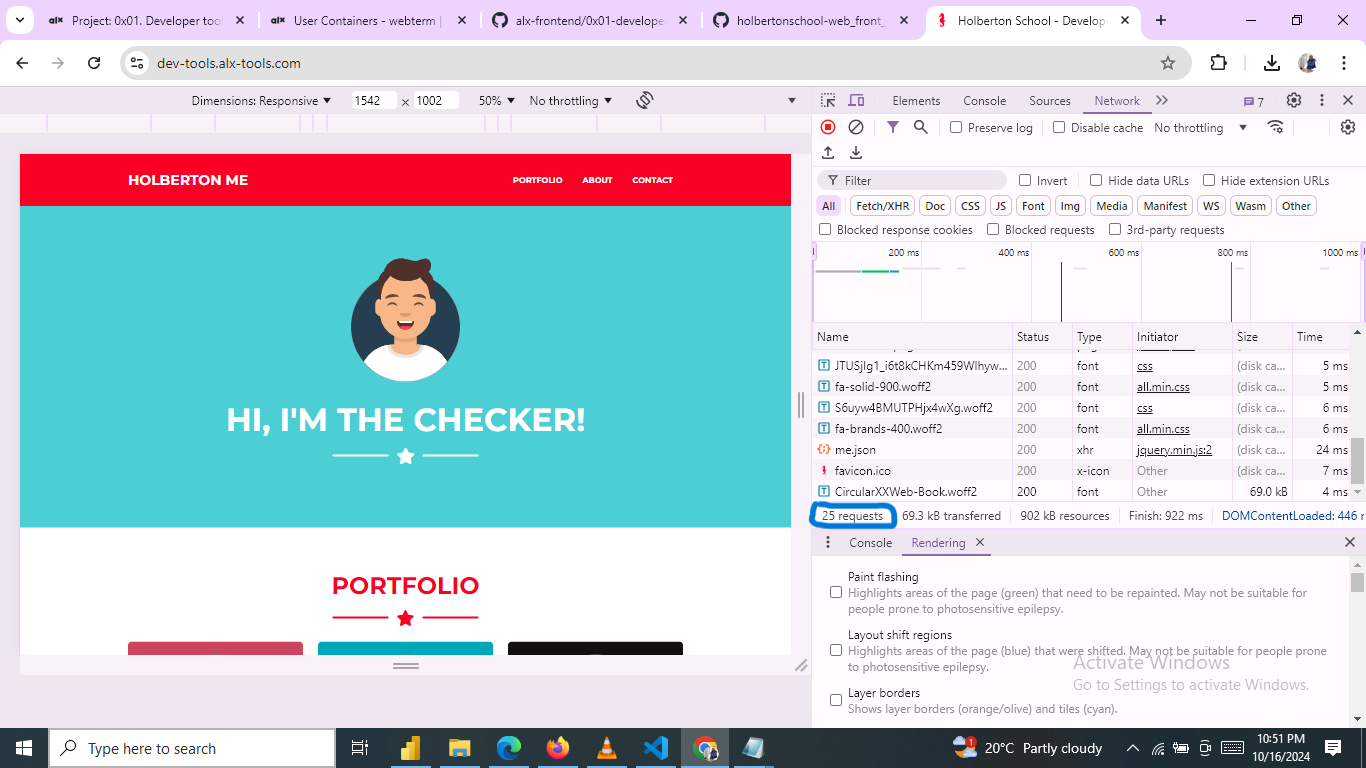 Project: 0x01. Developer tool
User Containers - webterm |
alx-frontend/0x01-develope
holbertonschool-web_front_
Holberton School - Develop
dev-tools.alx-tools.com
Dimensions: Responsive 1542 × 1002 50% No throttling
Elements Console Sources Network 7
Preserve log Disable cache No throttling
Filter Invert Hide data URLs Hide extension URLs
All Fetch/XHR Doc CSS JS Font Img Media Manifest WS Wasm Other
Blocked response cookies Blocked requests 3rd-party requests
200 ms 400 ms 600 ms 800 ms 1000 ms
Name Status Type Initiator Size Time
JTUSjIg1_i6t8kCHKm459Wlhyw... 200 font css (disk ca... 5 ms
fa-solid-900.woff2 200 font all.min.css (disk ca... 5 ms
S6uyw4BMUTPHjx4wXg.woff2 200 font css (disk ca... 6 ms
fa-brands-400.woff2 200 font all.min.css (disk ca... 6 ms
me.json 200 xhr jquery.min.js:2 (disk ca... 24 ms
favicon.ico 200 x-icon Other (disk ca... 7 ms
CircularXXWeb-Book.woff2 200 font Other 69.0 kB 4 ms
25 requests 69.3 kB transferred 902 kB resources Finish: 922 ms DOMContentLoaded: 446 r
Console Rendering
Paint flashing
Highlights areas of the page (green) that need to be repainted. May not be suitable for
people prone to photosensitive epilepsy.
Layout shift regions
Highlights areas of the page (blue) that were shifted. May not be suitable for people prone
to photosensitive epilepsy.
Layer borders
Shows layer borders (orange/olive) and tiles (cyan).
Activate Windows
Go to Settings to activate Windows.
HOLBERTON ME
PORTFOLIO ABOUT CONTACT
HI, I'M THE CHECKER!
PORTFOLIO
Type here to search
1
20°C Partly cloudy
10:51 PM
10/16/2024